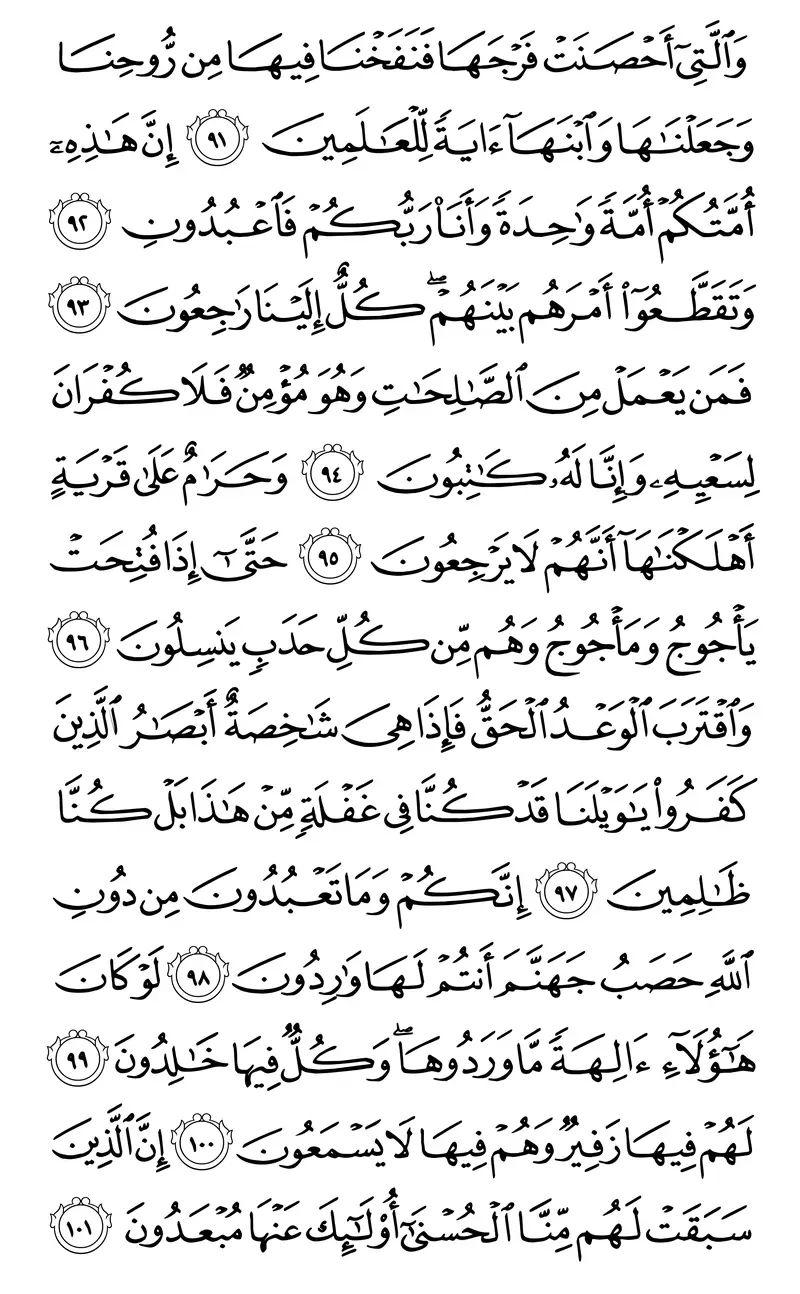 وَٱلَّتِيٓ أَحۡصَنَتۡ فَرۡجَهَا فَنَفَخۡنَا فِيهَا مِن رُّوحِنَا
وَجَعَلۡنَٰهَا وَٱبۡنَهَآ ءَايَةٗ لِّلۡعَٰلَمِينَ ٩١ إِنَّ هَٰذِهِۦٓ
أُمَّتُكُمۡ أُمَّةٗ وَٰحِدَةٗ وَأَنَا۠ رَبُّكُمۡ فَٱعۡبُدُونِ ٩٢
وَتَقَطَّعُوٓاْ أَمۡرَهُم بَيۡنَهُمۡۖ كُلٌّ إِلَيۡنَا رَٰجِعُونَ ٩٣
فَمَن يَعۡمَلۡ مِنَ ٱلصَّٰلِحَٰتِ وَهُوَ مُؤۡمِنٞ فَلَا كُفۡرَانَ
لِسَعۡيِهِۦ وَإِنَّا لَهُۥ كَٰتِبُونَ ٩٤ وَحَرَٰمٌ عَلَىٰ قَرۡيَةٍ
أَهۡلَكۡنَٰهَآ أَنَّهُمۡ لَا يَرۡجِعُونَ ٩٥ حَتَّىٰٓ إِذَا فُتِحَتۡ
يَأۡجُوجُ وَمَأۡجُوجُ وَهُم مِّن كُلِّ حَدَبٖ يَنسِلُونَ ٩٦
وَٱقۡتَرَبَ ٱلۡوَعۡدُ ٱلۡحَقُّ فَإِذَا هِيَ شَٰخِصَةٌ أَبۡصَٰرُ ٱلَّذِينَ
كَفَرُواْ يَٰوَيۡلَنَا قَدۡ كُنَّا فِي غَفۡلَةٖ مِّنۡ هَٰذَا بَلۡ كُنَّا
ظَٰلِمِينَ ٩٧ إِنَّكُمۡ وَمَا تَعۡبُدُونَ مِن دُونِ
ٱللَّهِ حَصَبُ جَهَنَّمَ أَنتُمۡ لَهَا وَٰرِدُونَ ٩٨ لَوۡ كَانَ
هَٰٓؤُلَآءِ ءَالِهَةٗ مَّا وَرَدُوهَاۖ وَكُلّٞ فِيهَا خَٰلِدُونَ ٩٩
لَهُمۡ فِيهَا زَفِيرٞ وَهُمۡ فِيهَا لَا يَسۡمَعُونَ ١٠٠ إِنَّ ٱلَّذِينَ
سَبَقَتۡ لَهُم مِّنَّا ٱلۡحُسۡنَىٰٓ أُوْلَٰٓئِكَ عَنۡهَا مُبۡعَدُونَ ١٠١